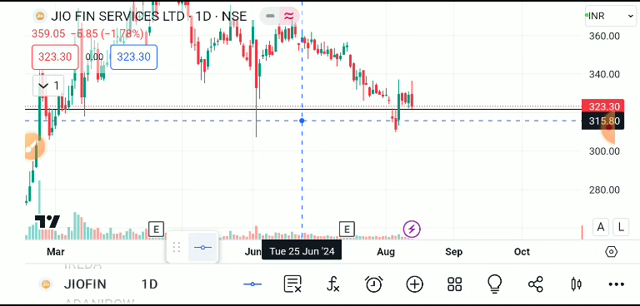 JIO FIN SERVICES LTD · 1D · NSE
INR
359.05 −5.85 (−1.78%)
323.30 0.00 323.30
1
360.00
340.00
323.30
315.80
300.00
280.00
E E
A L
Mar Jun Tue 25 Jun '24 Aug Sep Oct
JIOFIN 1D